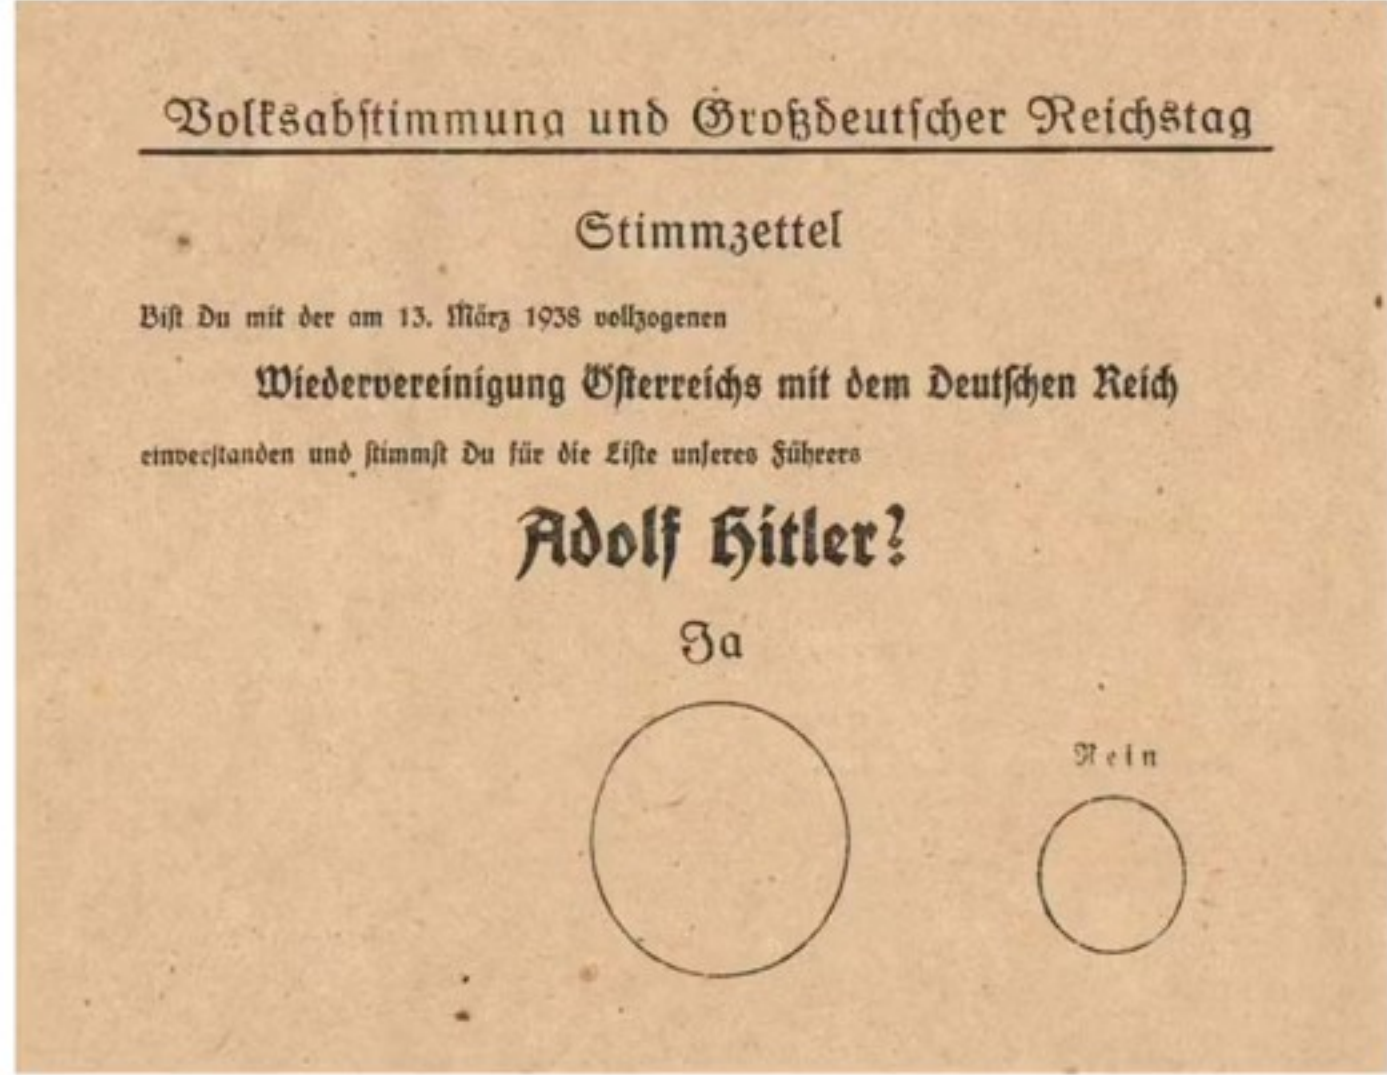 Volksabstimmung und Großdeutscher Reichstag
Stimmzettel
Bist Du mit der am 13. März 1938 vollzogenen
Wiedervereinigung Österreichs mit dem Deutschen Reich
einverstanden und stimmst Du für die Liste unseres Führers
Adolf Hitler?
Ja
Nein